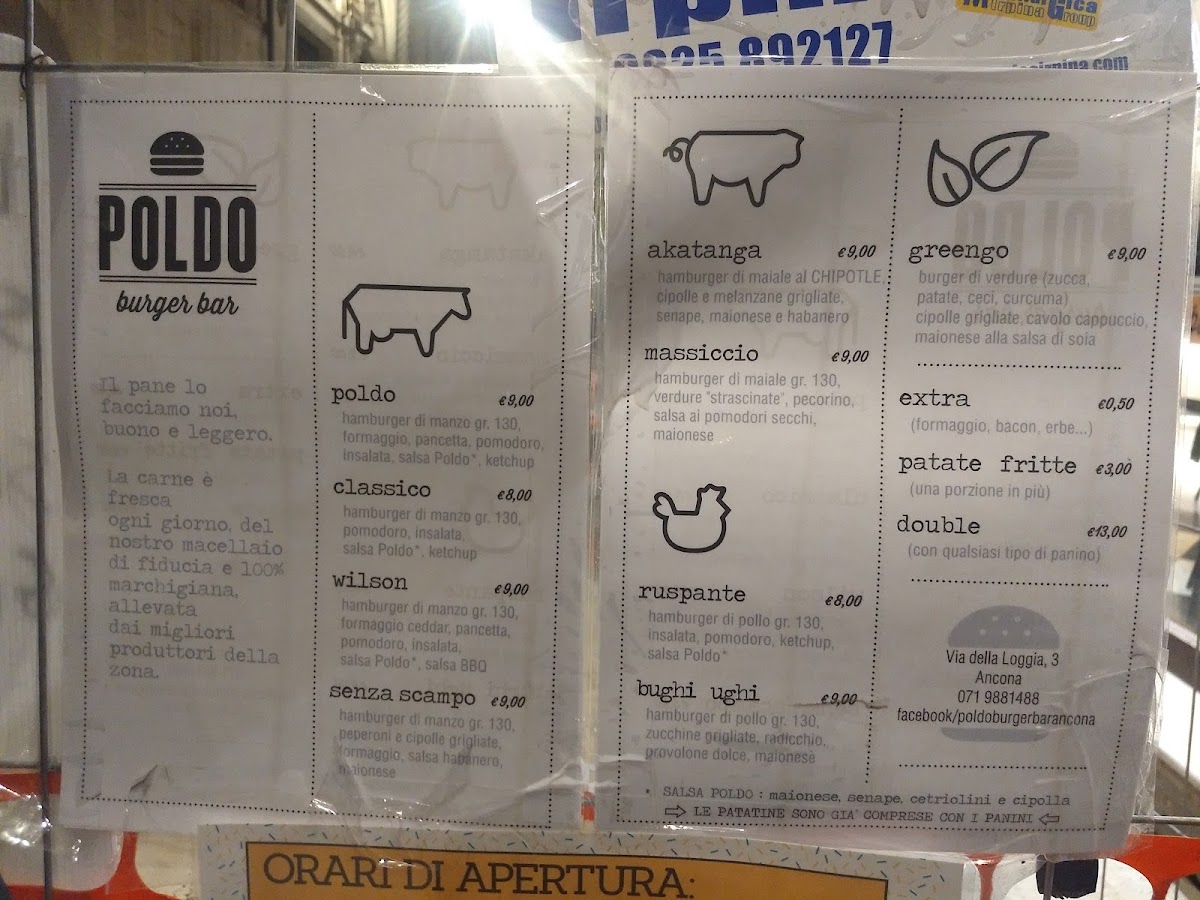 892127
Group
POLDO
burger bar
Il pane lo
facciamo noi,
buono e leggero.
La carne è
fresca
ogni giorno, del
nostro macellaio
di fiducia e 100%
marchigiana,
allevata
dai migliori
produttori della
zona.
poldo €9,00
hamburger di manzo gr. 130,
formaggio, pancetta, pomodoro,
insalata, salsa Poldo*, ketchup
classico €8,00
hamburger di manzo gr. 130,
pomodoro, insalata,
salsa Poldo*, ketchup
wilson €9,00
hamburger di manzo gr. 130,
formaggio ceddar, pancetta,
pomodoro, insalata,
salsa Poldo*, salsa BBQ
senza scampo €9,00
hamburger di manzo gr. 130,
peperoni e cipolle grigliate,
formaggio, salsa habanero,
maionese
akatanga €9,00
hamburger di maiale al CHIPOTLE,
cipolle e melanzane grigliate,
senape, maionese e habanero
massiccio €9,00
hamburger di maiale gr. 130,
verdure "strascinate", pecorino,
salsa ai pomodori secchi,
maionese
ruspante €8,00
hamburger di pollo gr. 130,
insalata, pomodoro, ketchup,
salsa Poldo*
bughi ughi €9,00
hamburger di pollo gr. 130,
zucchine grigliate, radicchio,
provolone dolce, maionese
greengo €9,00
burger di verdure (zucca,
patate, ceci, curcuma)
cipolle grigliate, cavolo cappuccio,
maionese alla salsa di soia
extra €0,50
(formaggio, bacon, erbe...)
patate fritte €3,00
(una porzione in più)
double €13,00
(con qualsiasi tipo di panino)
Via della Loggia, 3
Ancona
071 9881488
facebook/poldoburgerbarancona
* SALSA POLDO : maionese, senape, cetriolini e cipolla
⇨ LE PATATINE SONO GIA' COMPRESE CON I PANINI ⇦
ORARI DI APERTURA: